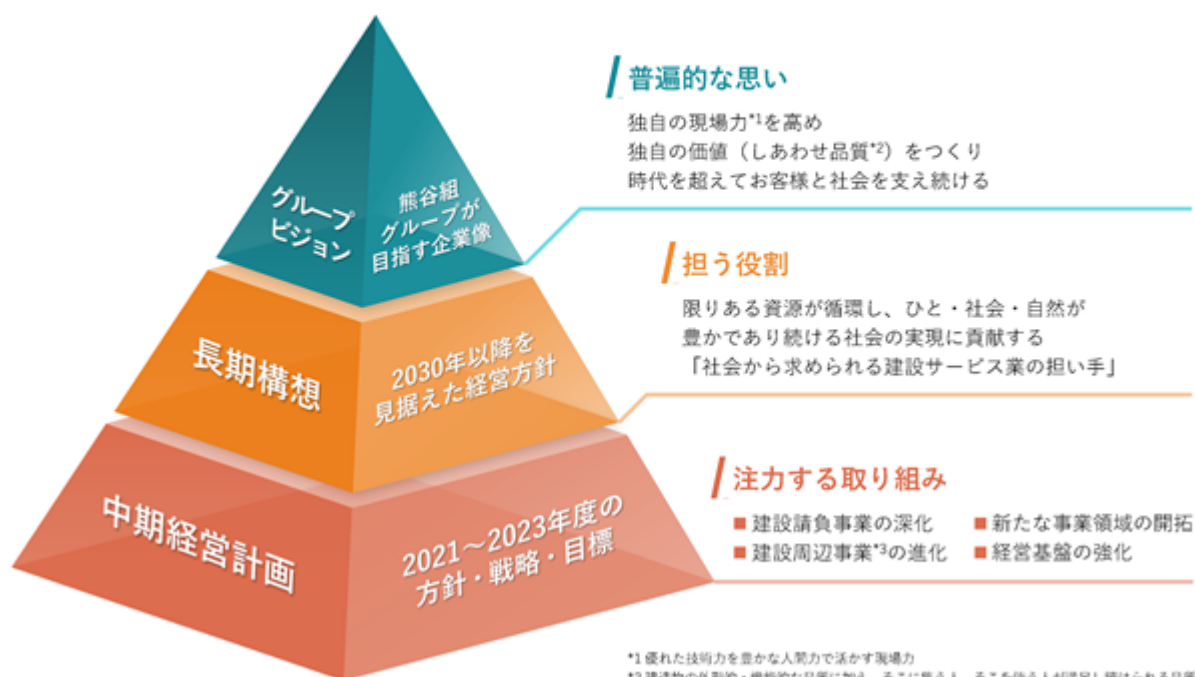 グループ
ビジョン
熊谷組
グループが
目指す企業像
普遍的な思い
独自の現場力*1を高め
独自の価値（しあわせ品質*2）をつくり
時代を超えてお客様と社会を支え続ける
長期構想
2030年以降を
見据えた経営方針
担う役割
限りある資源が循環し、ひと・社会・自然が
豊かであり続ける社会の実現に貢献する
「社会から求められる建設サービス業の担い手」
中期経営計画
2021～2023年度の
方針・戦略・目標
注力する取り組み
■ 建設請負事業の深化 ■ 新たな事業領域の開拓
■ 建設周辺事業*3の進化 ■ 経営基盤の強化
*1 優れた技術力を豊かな人間力で活かす現場力